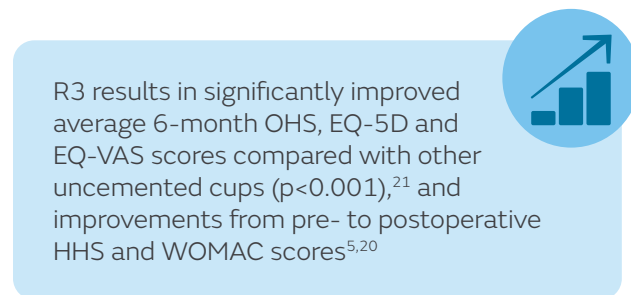 R3 results in significantly improved
average 6-month OHS, EQ-5D and
EQ-VAS scores compared with other
uncemented cups (p<0.001),²¹ and
improvements from pre- to postoperative
HHS and WOMAC scores⁵,²⁰